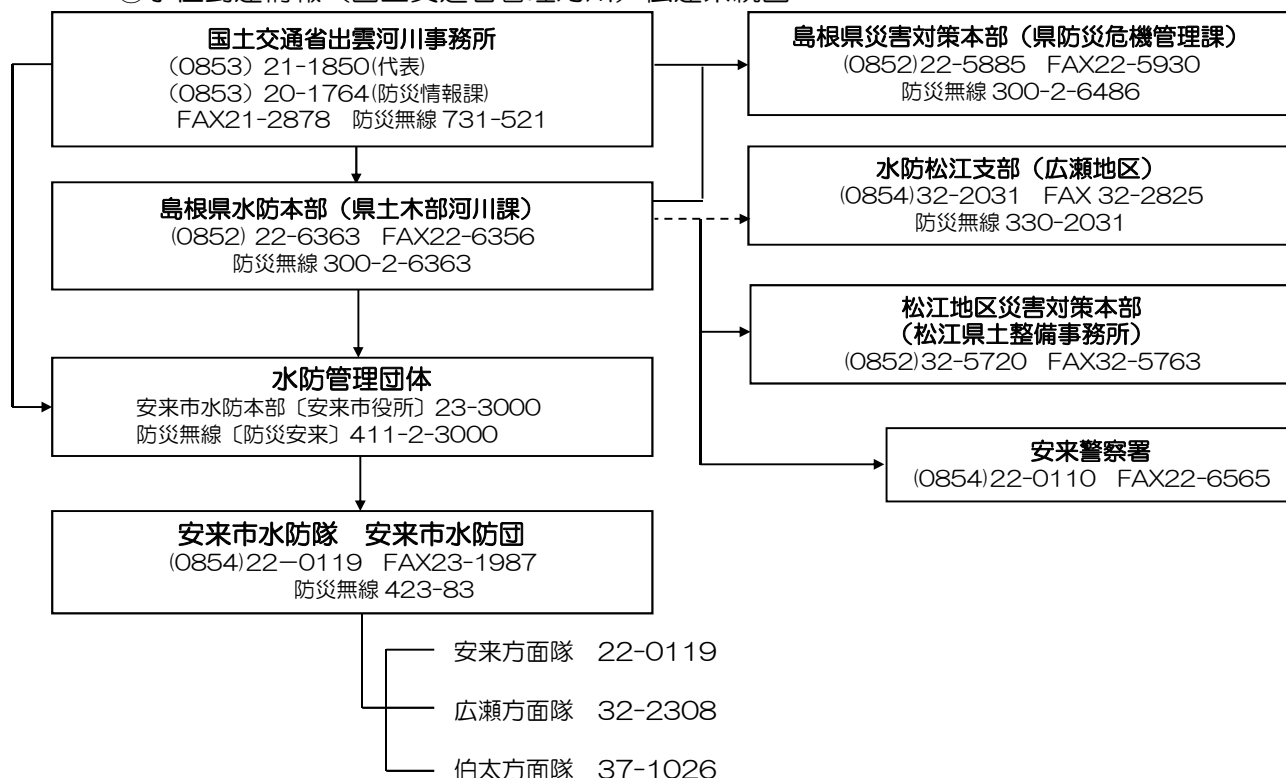 国土交通省出雲河川事務所
（0853）21-1850(代表)
（0853）20-1764(防災情報課)
FAX21-2878　防災無線 731-521
島根県災害対策本部（県防災危機管理課）
(0852)22-5885　FAX22-5930
防災無線 300-2-6486
島根県水防本部（県土木部河川課）
(0852) 22-6363　FAX22-6356
防災無線 300-2-6363
水防松江支部（広瀬地区）
(0854)32-2031　FAX 32-2825
防災無線 330-2031
松江地区災害対策本部
（松江県土整備事務所）
(0852)32-5720　FAX32-5763
水防管理団体
安来市水防本部〔安来市役所〕23-3000
防災無線〔防災安来〕411-2-3000
安来警察署
(0854)22-0110　FAX22-6565
安来市水防隊　安来市水防団
(0854)22－0119　FAX23-1987
防災無線 423-83
安来方面隊　22-0119
広瀬方面隊　32-2308
伯太方面隊　37-1026